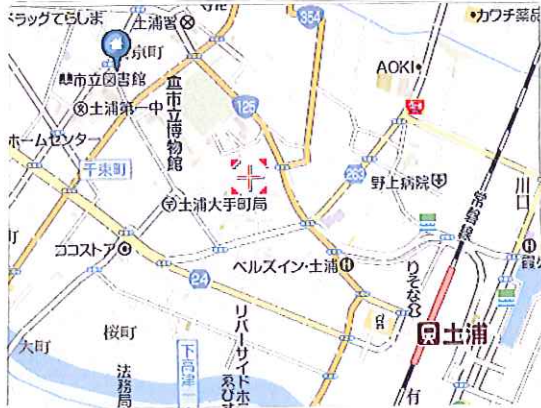 ドラッグてらしま
土浦署
354
カワチ薬品
京町
市立図書館
土浦第一中
市立博物館
125
AOKI
ホームセンター
千束町
263
野上病院
常磐線
川口
土浦大手町局
ココストア
24
ベルズイン・土浦
りそな
土浦
桜町
大町
法務局
下高津
リバーサイドホ
ゑびす
有
町